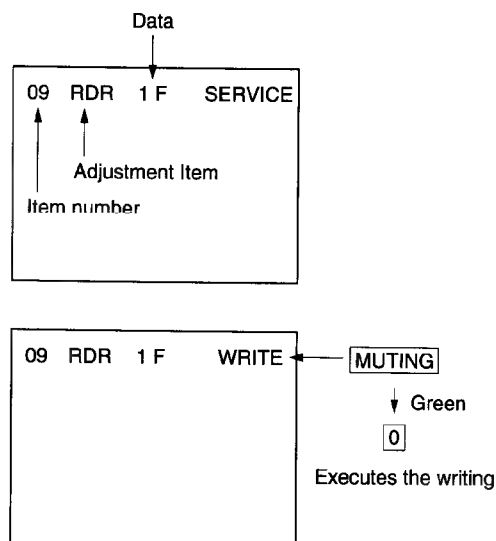 Data
09 RDR 1 F SERVICE
Adjustment Item
Item number
09 RDR 1 F WRITE
MUTING
Green
0
Executes the writing